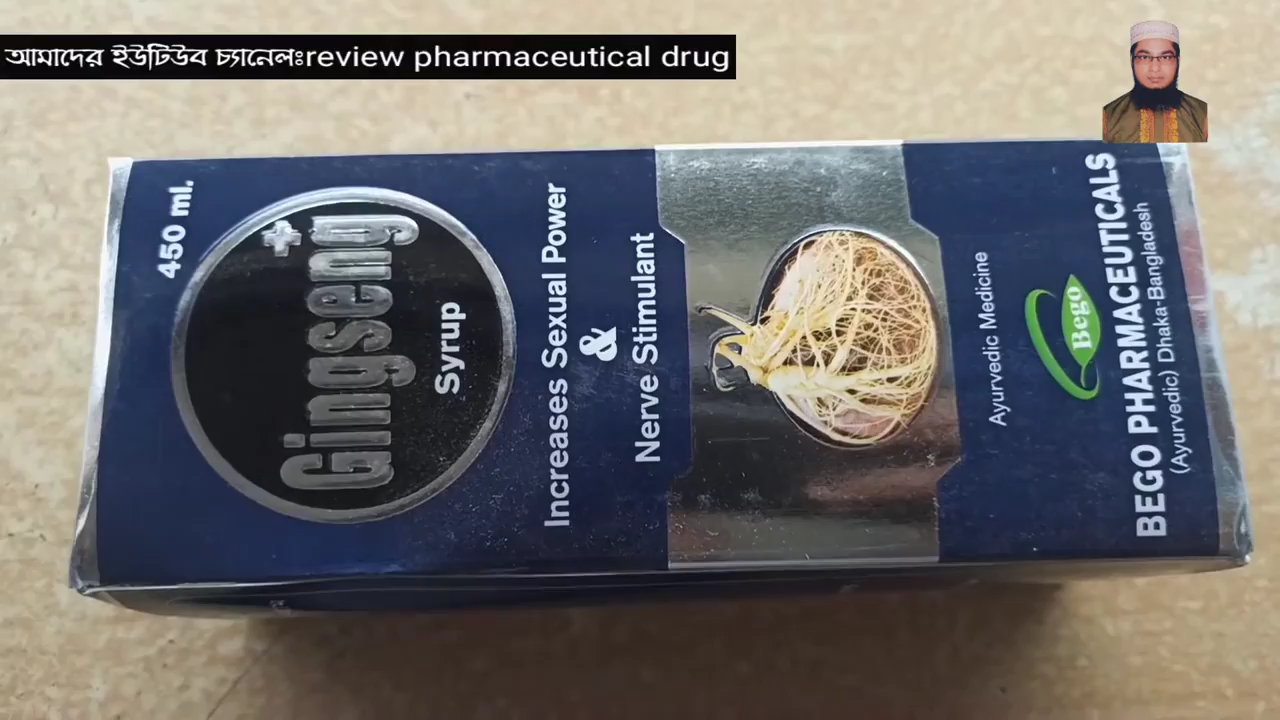 আমাদের ইউটিউব চ্যানেলঃreview pharmaceutical drug
450 ml.
Gingseng+
Syrup
Increases Sexual Power
&
Nerve Stimulant
Ayurvedic Medicine
Bego
BEGO PHARMACEUTICALS
(Ayurvedic) Dhaka-Bangladesh